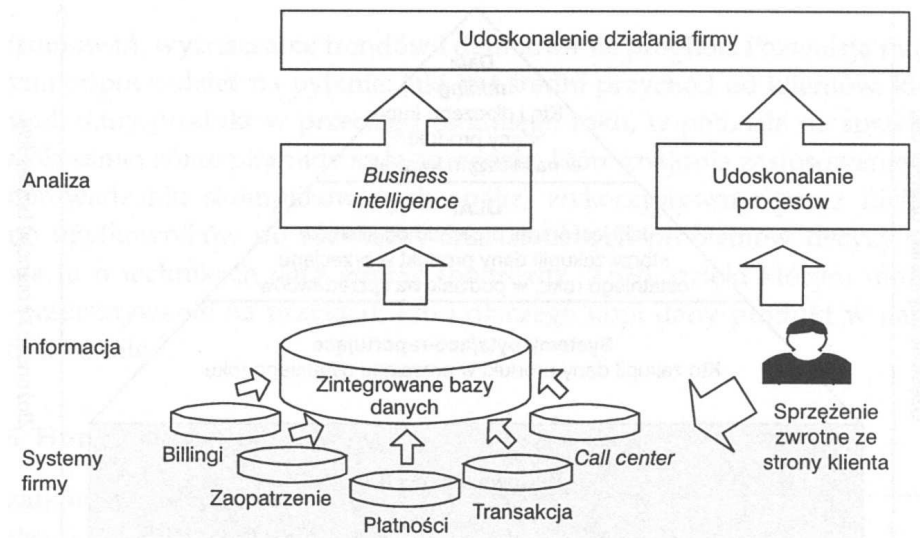 Udoskonalenie działania firmy
Analiza
Business
intelligence
Udoskonalanie
procesów
Informacja
Zintegrowane bazy
danych
Systemy
firmy
Billingi
Zaopatrzenie
Płatności
Transakcja
Call center
Sprzężenie
zwrotne ze
strony klienta